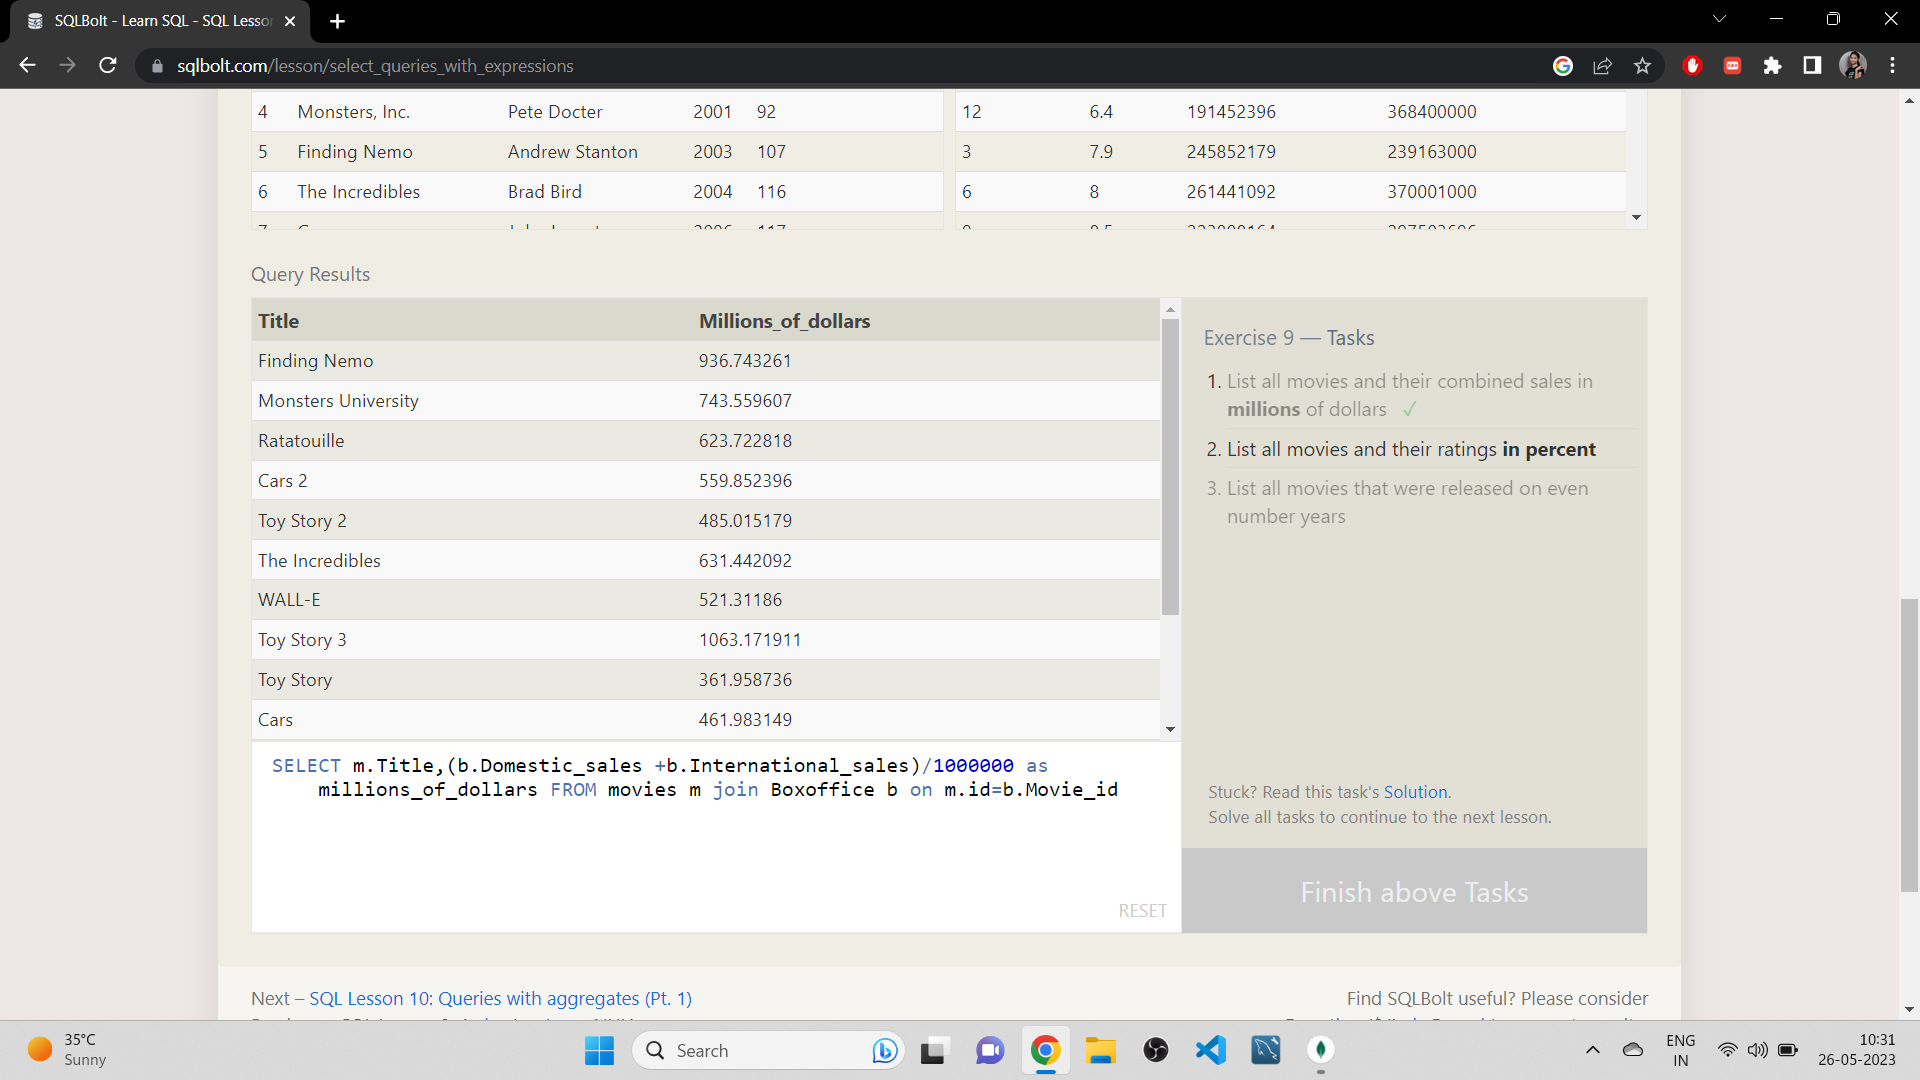 SQLBolt - Learn SQL - SQL Lesso
sqlbolt.com/lesson/select_queries_with_expressions
4 Monsters, Inc. Pete Docter 2001 92 12 6.4 191452396 368400000
5 Finding Nemo Andrew Stanton 2003 107 3 7.9 245852179 239163000
6 The Incredibles Brad Bird 2004 116 6 8 261441092 370001000
Query Results
Title Millions_of_dollars
Finding Nemo 936.743261
Monsters University 743.559607
Ratatouille 623.722818
Cars 2 559.852396
Toy Story 2 485.015179
The Incredibles 631.442092
WALL-E 521.31186
Toy Story 3 1063.171911
Toy Story 361.958736
Cars 461.983149
SELECT m.Title,(b.Domestic_sales +b.International_sales)/1000000 as
millions_of_dollars FROM movies m join Boxoffice b on m.id=b.Movie_id
RESET
Exercise 9 — Tasks
1. List all movies and their combined sales in
millions of dollars ✓
2. List all movies and their ratings in percent
3. List all movies that were released on even
number years
Stuck? Read this task's Solution.
Solve all tasks to continue to the next lesson.
Finish above Tasks
Next – SQL Lesson 10: Queries with aggregates (Pt. 1)
Find SQLBolt useful? Please consider
35°C
Sunny
Search
ENG
IN
10:31
26-05-2023